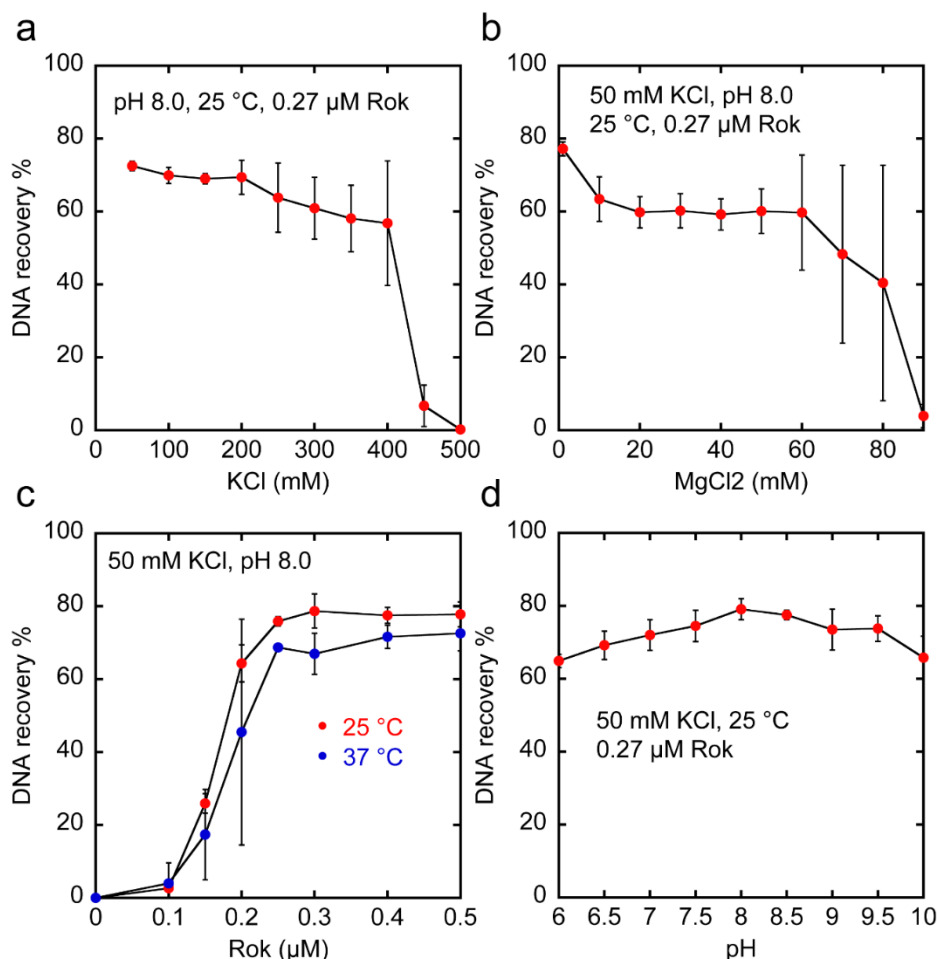 a
100
80
60
40
20
0
DNA recovery %
pH 8.0, 25 °C, 0.27 µM Rok
0 100 200 300 400 500
KCl (mM)
b
100
80
60
40
20
0
DNA recovery %
50 mM KCl, pH 8.0
25 °C, 0.27 µM Rok
0 20 40 60 80
MgCl2 (mM)
c
100
80
60
40
20
0
DNA recovery %
50 mM KCl, pH 8.0
25 °C
37 °C
0 0.1 0.2 0.3 0.4 0.5
Rok (µM)
d
100
80
60
40
20
0
DNA recovery %
50 mM KCl, 25 °C
0.27 µM Rok
6 6.5 7 7.5 8 8.5 9 9.5 10
pH